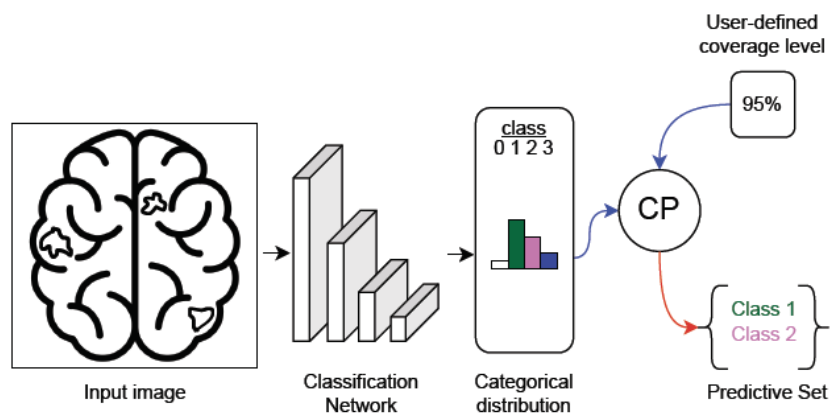 User-defined
coverage level
95%
class
0 1 2 3
CP
Class 1
Class 2
Input image
Classification
Network
Categorical
distribution
Predictive Set